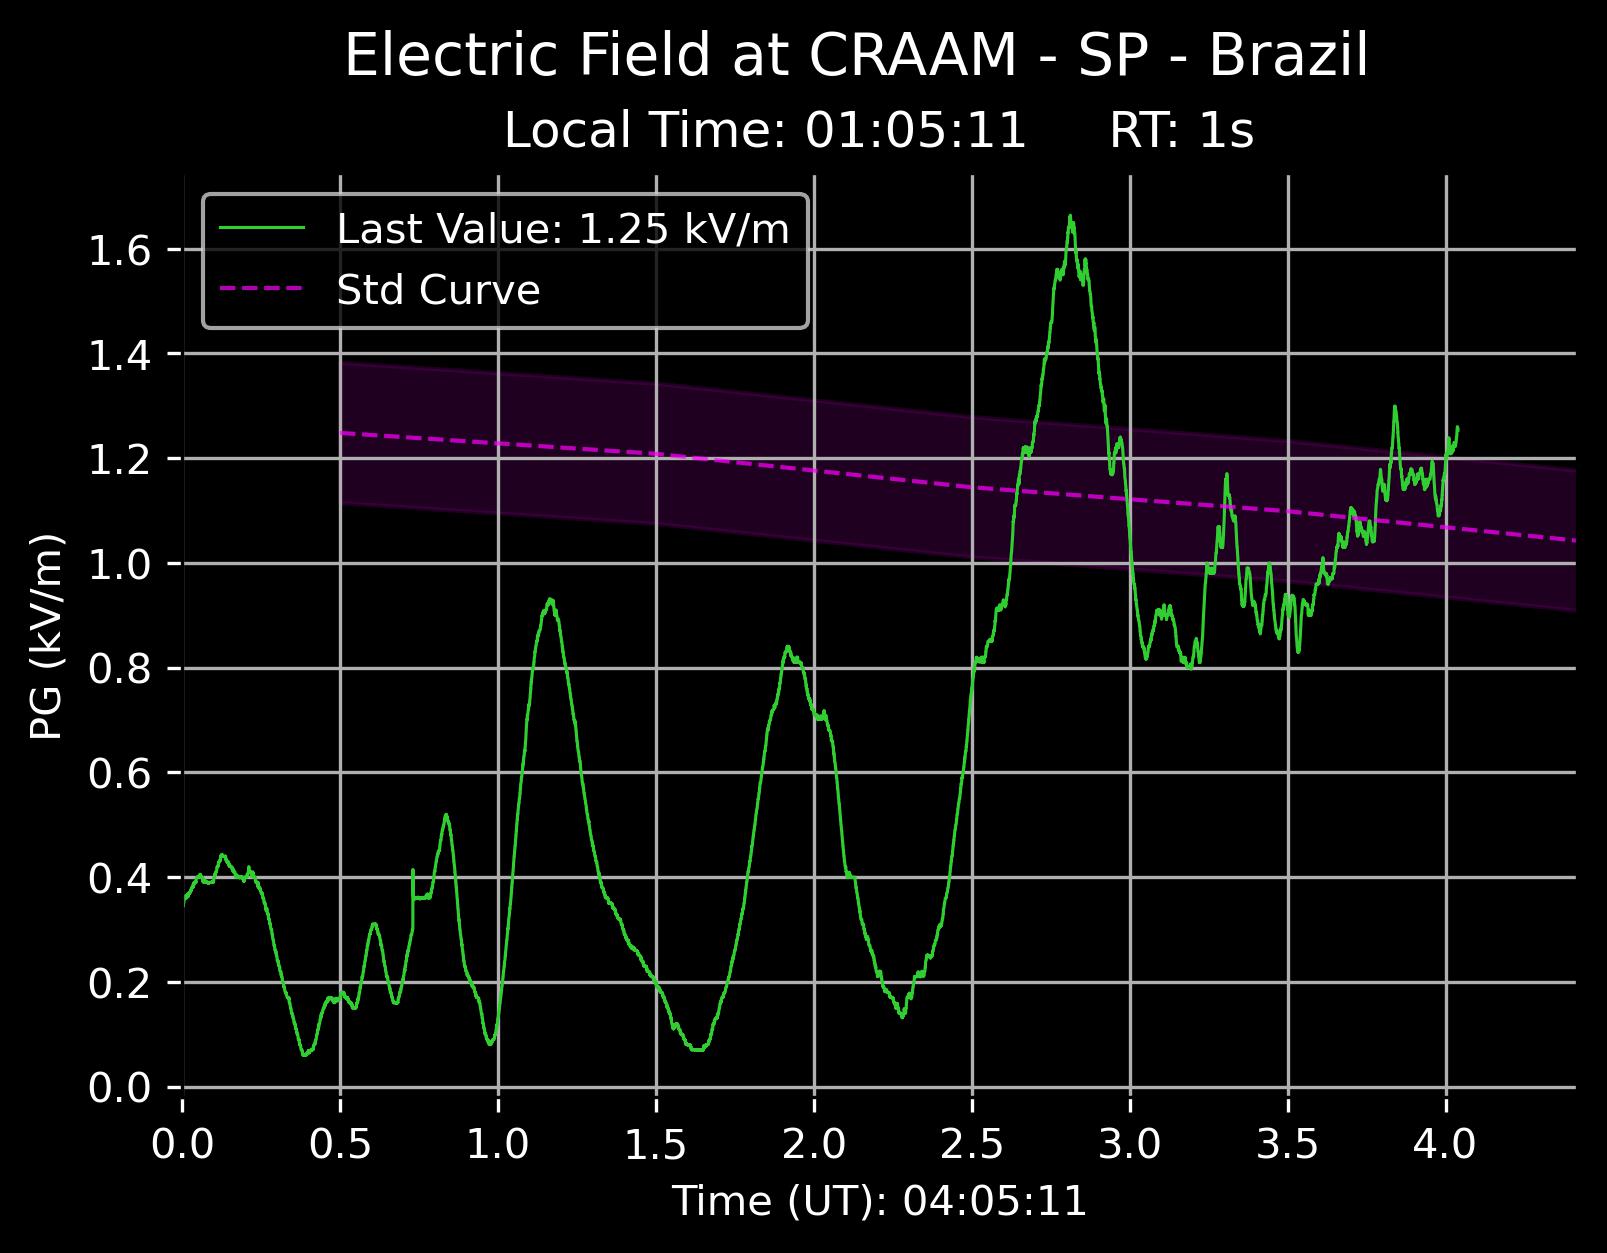 Electric Field at CRAAM - SP - Brazil
Local Time: 01:05:11 RT: 1s
Last Value: 1.25 kV/m
Std Curve
1.6
1.4
1.2
1.0
0.8
0.6
0.4
0.2
0.0
PG (kV/m)
0.0 0.5 1.0 1.5 2.0 2.5 3.0 3.5 4.0
Time (UT): 04:05:11